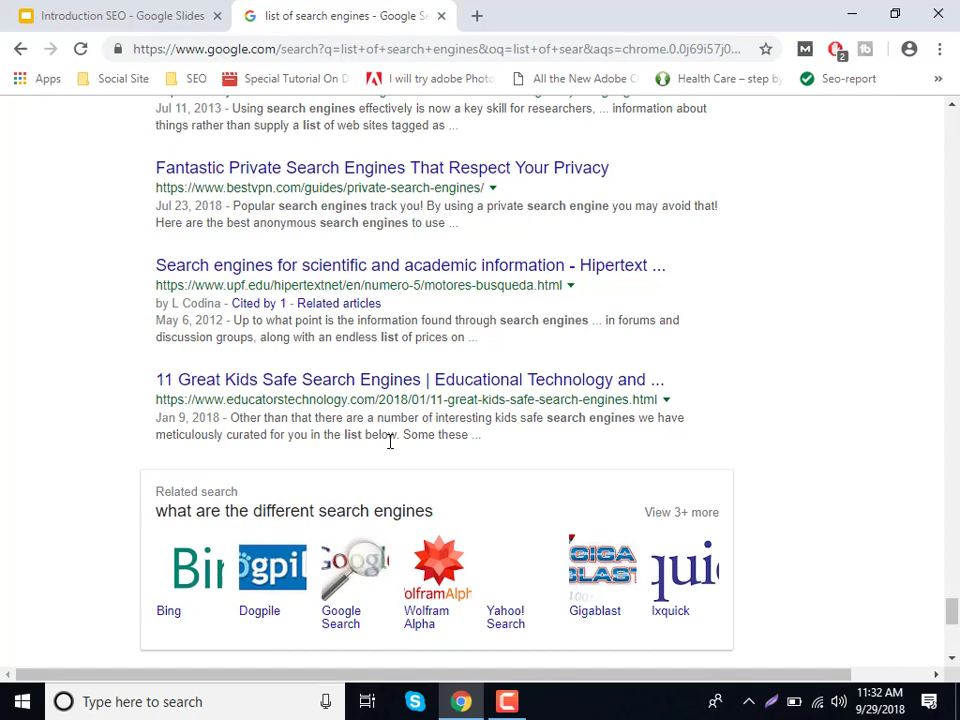 Introduction SEO - Google Slides
list of search engines - Google Se
https://www.google.com/search?q=list+of+search+engines&oq=list+of+sear&aqs=chrome.0.0j69i57j0...
Apps
Social Site
SEO
Special Tutorial On D
I will try adobe Photo
All the New Adobe C
Health Care – step by
Seo-report
»
Jul 11, 2013 - Using search engines effectively is now a key skill for researchers, ... information about
things rather than supply a list of web sites tagged as ...
Fantastic Private Search Engines That Respect Your Privacy
https://www.bestvpn.com/guides/private-search-engines/
Jul 23, 2018 - Popular search engines track you! By using a private search engine you may avoid that!
Here are the best anonymous search engines to use ...
Search engines for scientific and academic information - Hipertext ...
https://www.upf.edu/hipertextnet/en/numero-5/motores-busqueda.html
by L Codina - Cited by 1 - Related articles
May 6, 2012 - Up to what point is the information found through search engines ... in forums and
discussion groups, along with an endless list of prices on ...
11 Great Kids Safe Search Engines | Educational Technology and ...
https://www.educatorstechnology.com/2018/01/11-great-kids-safe-search-engines.html
Jan 9, 2018 - Other than that there are a number of interesting kids safe search engines we have
meticulously curated for you in the list below. Some these ...
Related search
what are the different search engines
View 3+ more
Bin
ogpil
Google
olframAlph
GIGA
BLAST
qui
Bing
Dogpile
Google
Search
Wolfram
Alpha
Yahoo!
Search
Gigablast
Ixquick
Type here to search
11:32 AM
9/29/2018